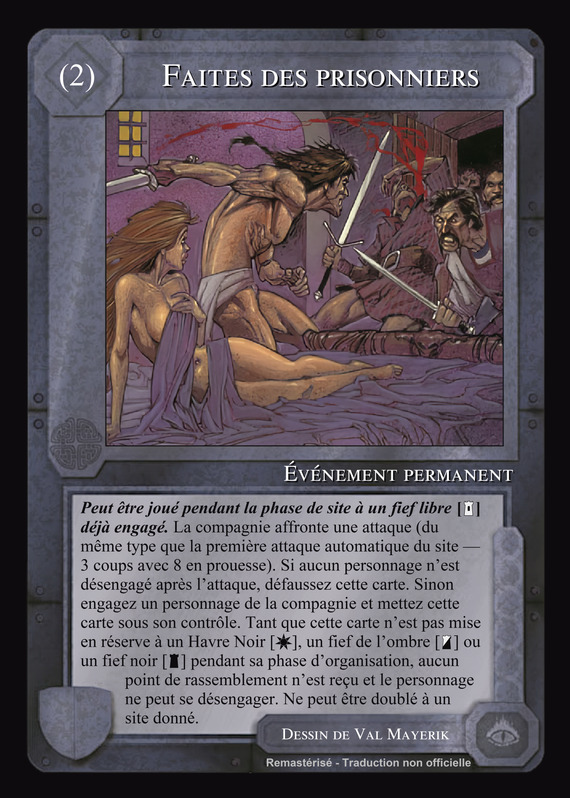 (2)
FAITES DES PRISONNIERS
ÉVÉNEMENT PERMANENT
Peut être joué pendant la phase de site à un fief libre [ ]
déjà engagé. La compagnie affronte une attaque (du
même type que la première attaque automatique du site —
3 coups avec 8 en prouesse). Si aucun personnage n’est
désengagé après l’attaque, défaussez cette carte. Sinon
engagez un personnage de la compagnie et mettez cette
carte sous son contrôle. Tant que cette carte n’est pas mise
en réserve à un Havre Noir [ ], un fief de l’ombre [ ] ou
un fief noir [ ] pendant sa phase d’organisation, aucun
point de rassemblement n’est reçu et le personnage
ne peut se désengager. Ne peut être doublé à un
site donné.
DESSIN DE VAL MAYERIK
Remastérisé - Traduction non officielle